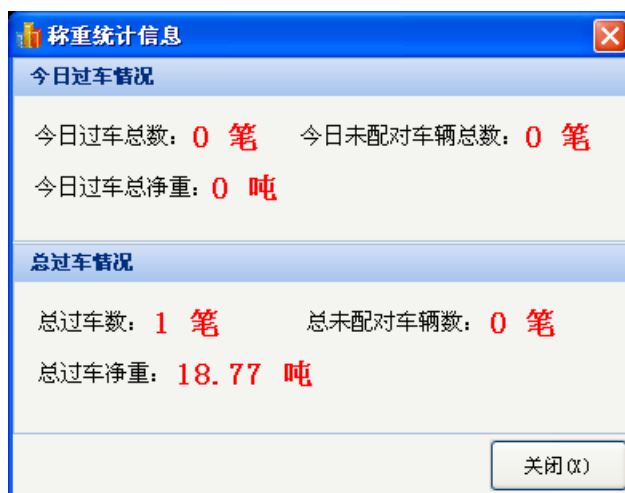 称重统计信息
今日过车情况
今日过车总数：0 笔 今日未配对车辆总数：0 笔
今日过车总净重：0 吨
总过车情况
总过车数：1 笔 总未配对车辆数：0 笔
总过车净重：18.77 吨
关闭(X)